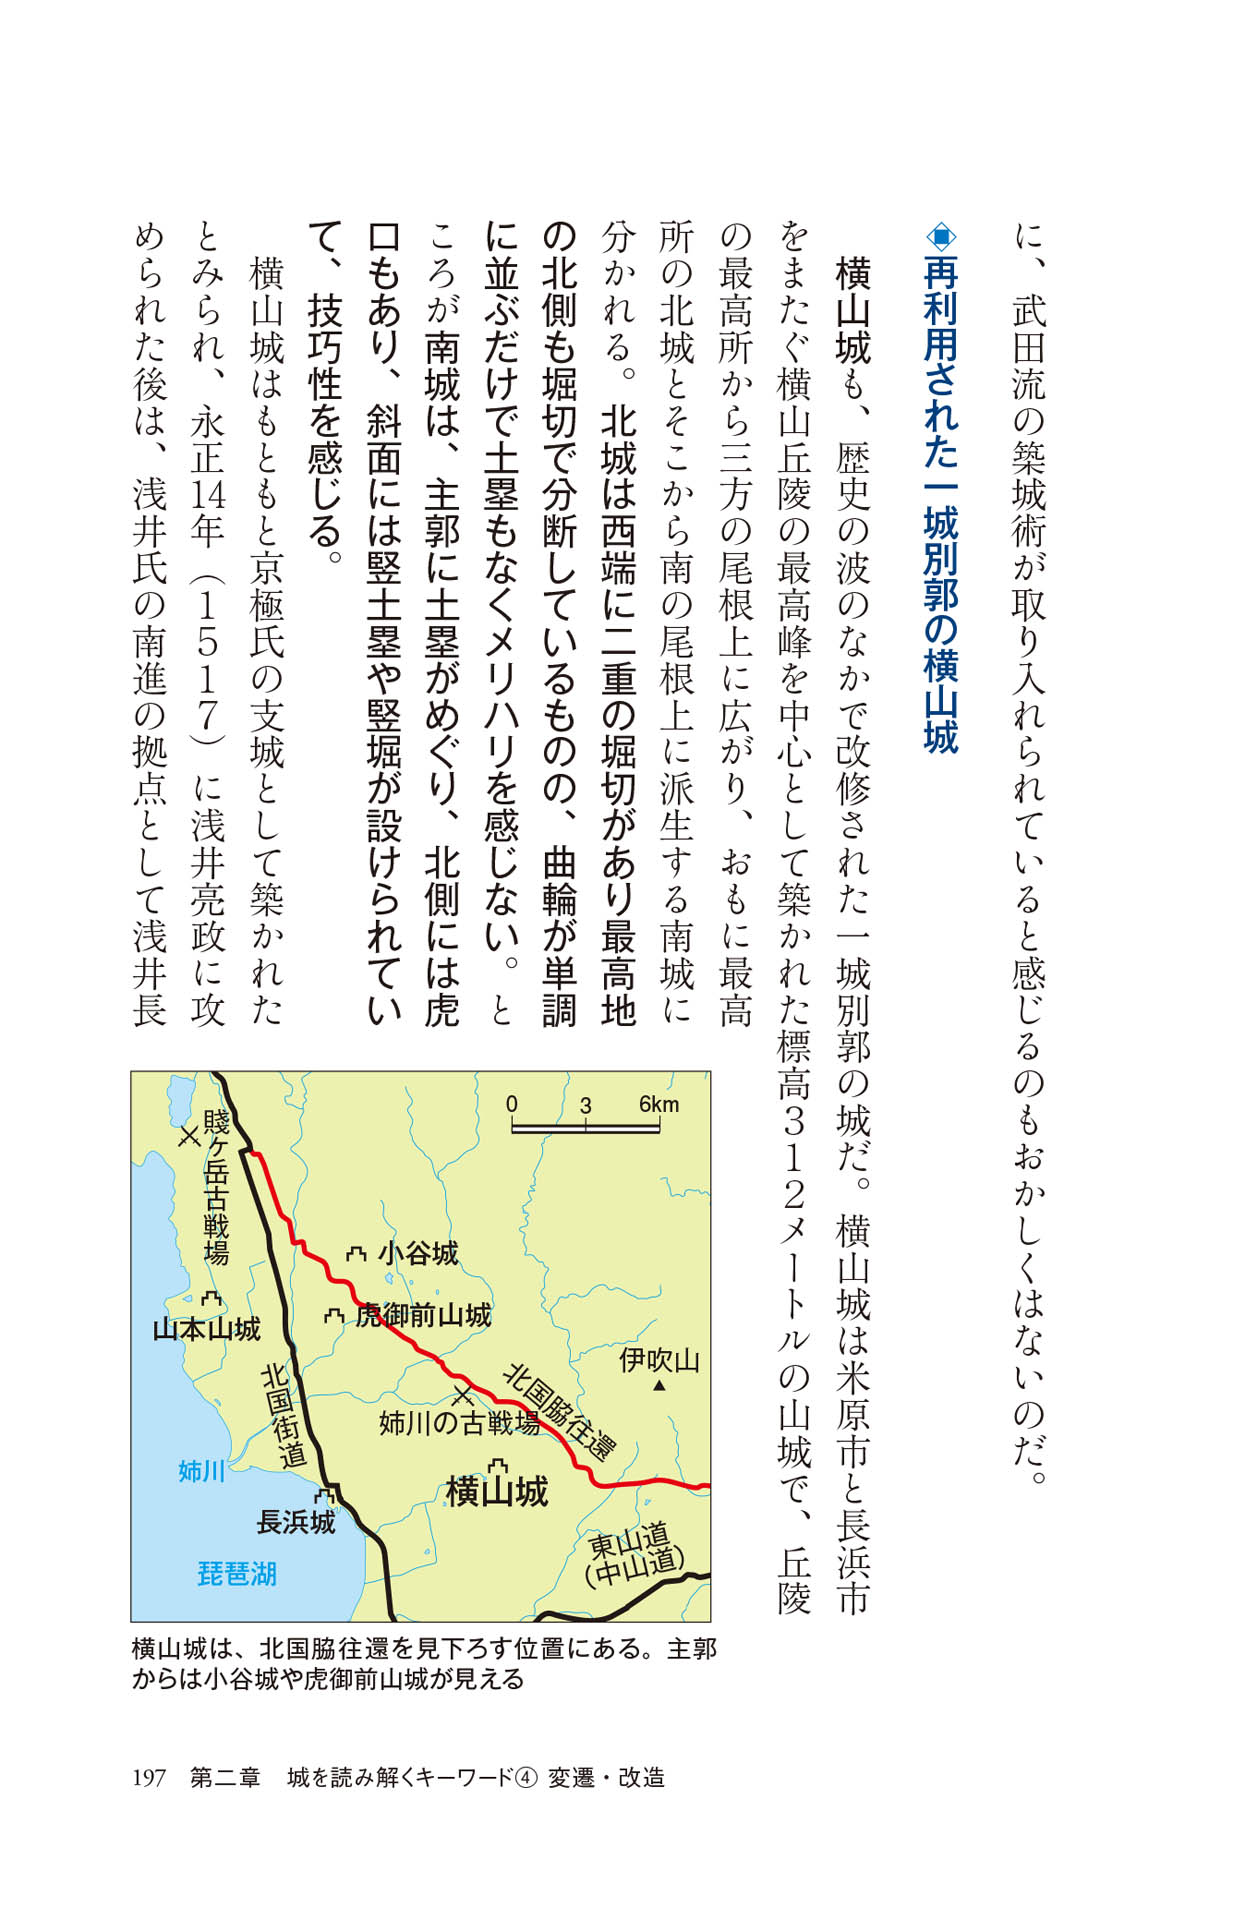 に、武田流の築城術が取り入れられていると感じるのもおかしくはないのだ。
◈再利用された一城別郭の横山城
横山城も、歴史の波のなかで改修された一城別郭の城だ。横山城は米原市と長浜市
をまたぐ横山丘陵の最高峰を中心として築かれた標高312メートルの山城で、丘陵
の最高所から三方の尾根上に広がり、おもに最高
所の北城とそこから南の尾根上に派生する南城に
分かれる。北城は西端に二重の堀切があり最高地
の北側も堀切で分断しているものの、曲輪が単調
に並ぶだけで土塁もなくメリハリを感じない。と
ころが南城は、主郭に土塁がめぐり、北側には虎
口もあり、斜面には竪土塁や竪堀が設けられてい
て、技巧性を感じる。
横山城はもともと京極氏の支城として築かれた
とみられ、永正14年（1517）に浅井亮政に攻
められた後は、浅井氏の南進の拠点として浅井長
0 3 6km
賤ヶ岳古戦場
小谷城
虎御前山城
山本山城
伊吹山
北国脇往還
北国街道
姉川の古戦場
姉川
横山城
長浜城
東山道
（中山道）
琵琶湖
横山城は、北国脇往還を見下ろす位置にある。主郭
からは小谷城や虎御前山城が見える
197 第二章 城を読み解くキーワード④ 変遷・改造